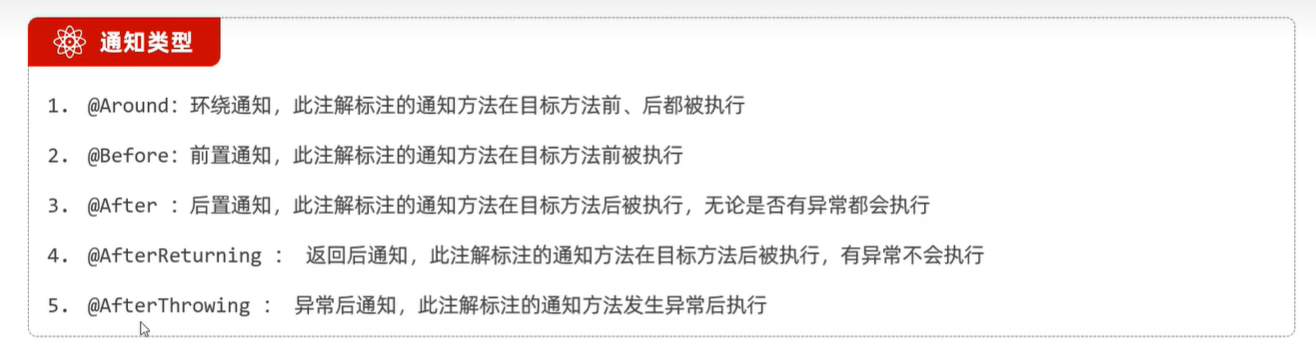 通知类型
1. @Around：环绕通知，此注解标注的通知方法在目标方法前、后都被执行
2. @Before：前置通知，此注解标注的通知方法在目标方法前被执行
3. @After ：后置通知，此注解标注的通知方法在目标方法后被执行，无论是否有异常都会执行
4. @AfterReturning ： 返回后通知，此注解标注的通知方法在目标方法后被执行，有异常不会执行
5. @AfterThrowing ： 异常后通知，此注解标注的通知方法发生异常后执行